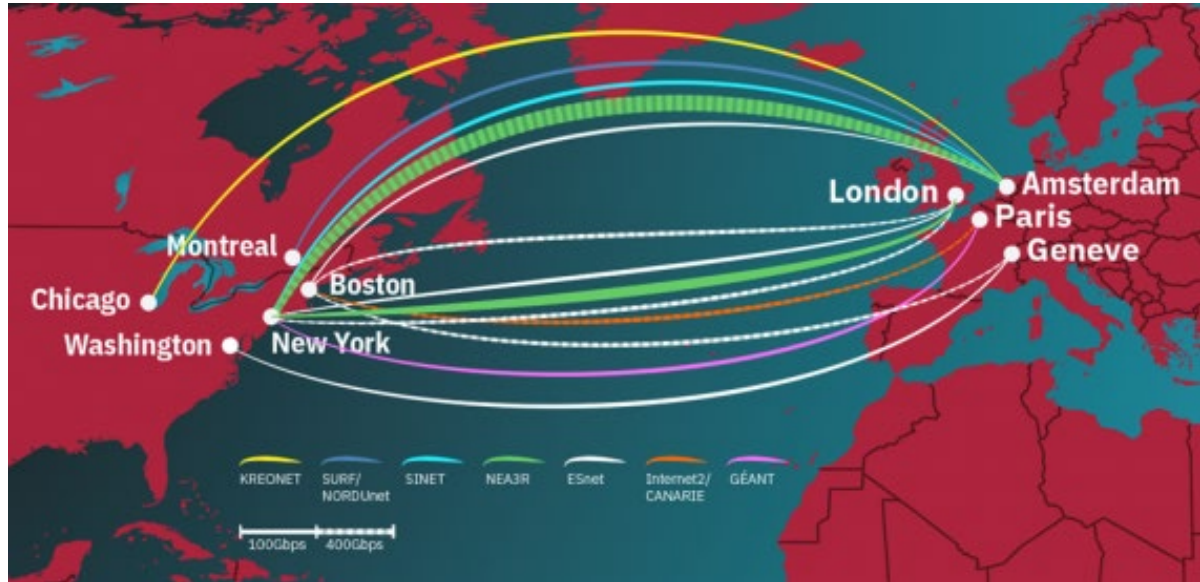 London
Amsterdam
Paris
Geneve
Montreal
Boston
Chicago
New York
Washington
KREONET
SURF/
NORDUnet
SINET
NEA3R
ESnet
Internet2/
CANARIE
GÉANT
100Gbps
400Gbps